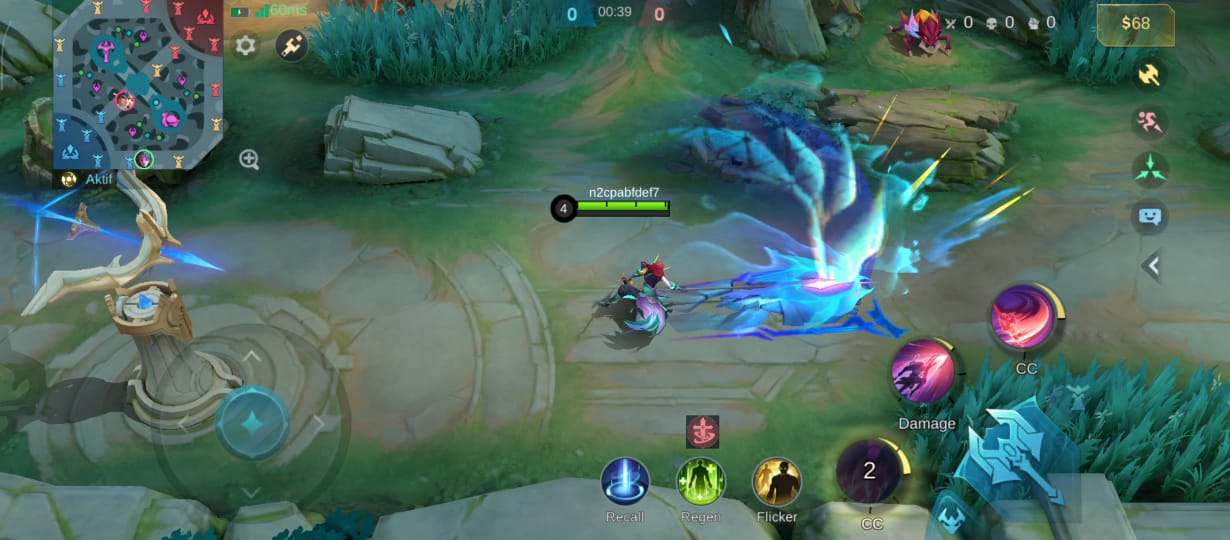 60ms
0 00:39 0
0 0 0
$68
Aktif
n2cpabfdef7
4
CC
Damage
2
Recall
Regen
Flicker
CC